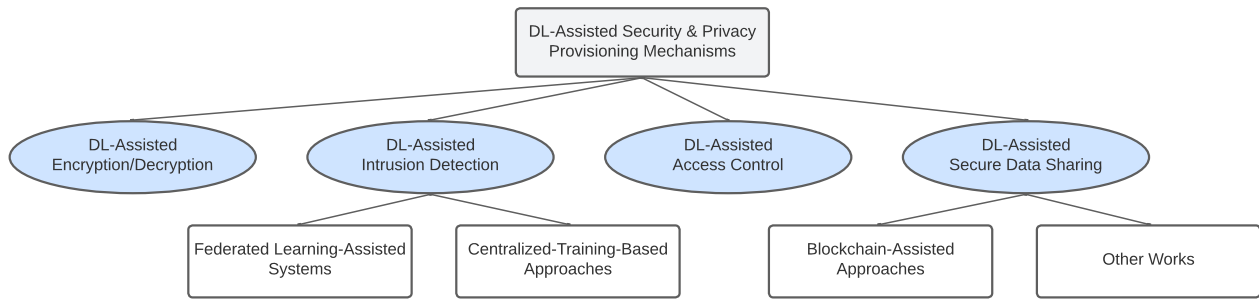 DL-Assisted Security & Privacy
Provisioning Mechanisms
DL-Assisted
Encryption/Decryption
DL-Assisted
Intrusion Detection
DL-Assisted
Access Control
DL-Assisted
Secure Data Sharing
Federated Learning-Assisted
Systems
Centralized-Training-Based
Approaches
Blockchain-Assisted
Approaches
Other Works